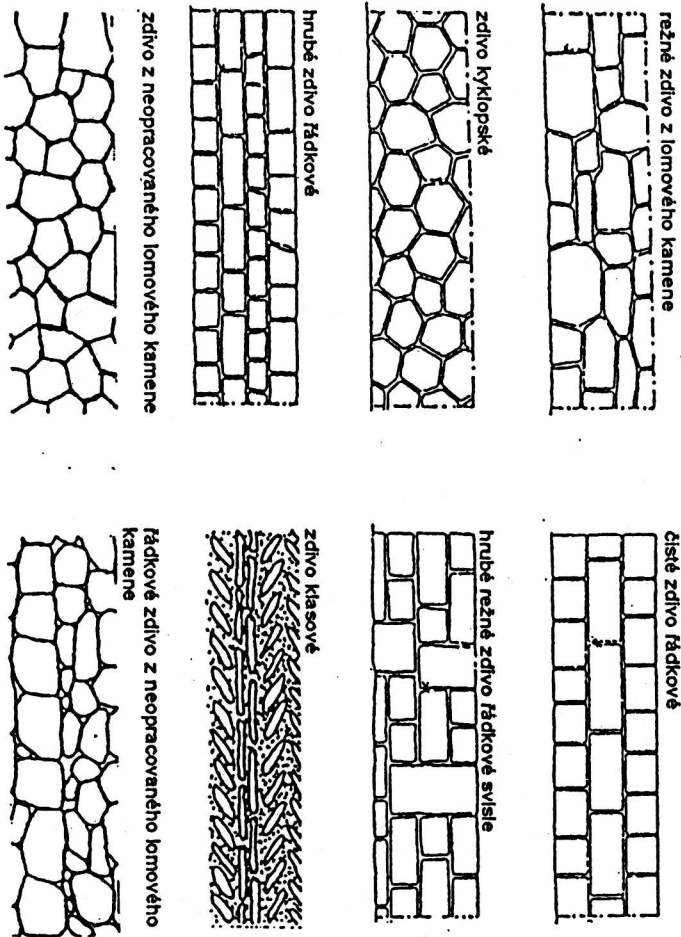 režné zdivo z lomového kamene
čisté zdivo řádkové
zdivo kyklopské
hrubé režné zdivo řádkové svisle
hrubé zdivo řádkové
zdivo klasové
zdivo z neopracovaného lomového kamene
řádkové zdivo z neopracovaného lomového
kamene